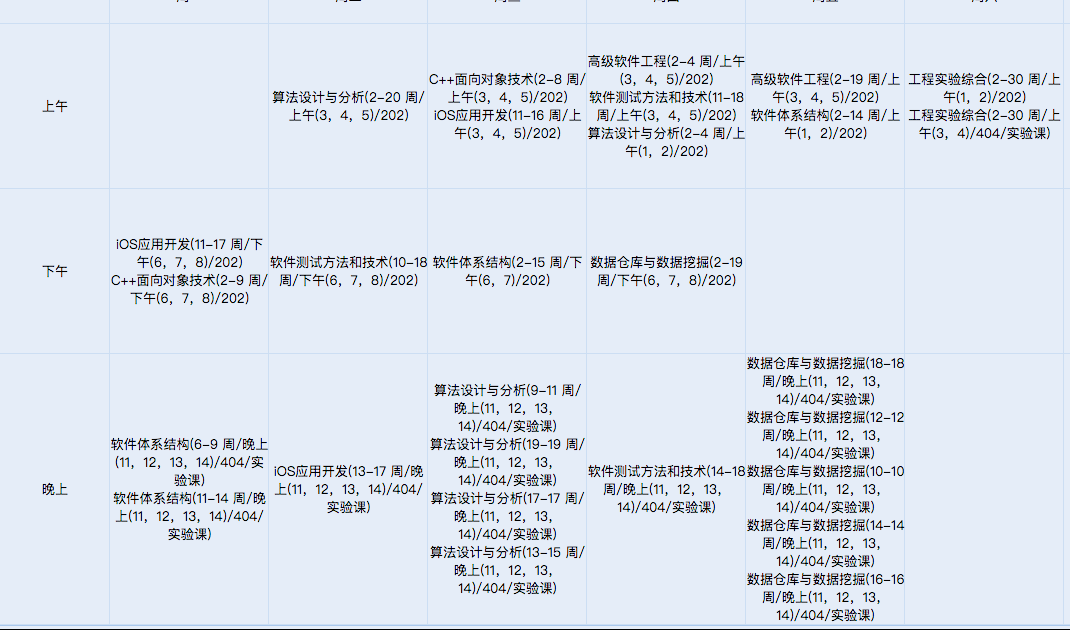 上午
算法设计与分析(2-20 周/
上午(3，4，5)/202)
C++面向对象技术(2-8 周/
上午(3，4，5)/202)
iOS应用开发(11-16 周/上
午(3，4，5)/202)
高级软件工程(2-4 周/上午
(3，4，5)/202)
软件测试方法和技术(11-18
周/上午(3，4，5)/202)
算法设计与分析(2-4 周/上
午(1，2)/202)
高级软件工程(2-19 周/上
午(3，4，5)/202)
软件体系结构(2-14 周/上
午(1，2)/202)
工程实验综合(2-30 周/上
午(1，2)/202)
工程实验综合(2-30 周/上
午(3，4)/404/实验课)
下午
iOS应用开发(11-17 周/下
午(6，7，8)/202)
C++面向对象技术(2-9 周/
下午(6，7，8)/202)
软件测试方法和技术(10-18
周/下午(6，7，8)/202)
软件体系结构(2-15 周/下
午(6，7)/202)
数据仓库与数据挖掘(2-19
周/下午(6，7，8)/202)
晚上
软件体系结构(6-9 周/晚上
(11，12，13，14)/404/实
验课)
软件体系结构(11-14 周/晚
上(11，12，13，14)/404/
实验课)
iOS应用开发(13-17 周/晚
上(11，12，13，14)/404/
实验课)
算法设计与分析(9-11 周/
晚上(11，12，13，
14)/404/实验课)
算法设计与分析(19-19 周/
晚上(11，12，13，
14)/404/实验课)
算法设计与分析(17-17 周/
晚上(11，12，13，
14)/404/实验课)
算法设计与分析(13-15 周/
晚上(11，12，13，
14)/404/实验课)
软件测试方法和技术(14-18
周/晚上(11，12，13，
14)/404/实验课)
数据仓库与数据挖掘(18-18
周/晚上(11，12，13，
14)/404/实验课)
数据仓库与数据挖掘(12-12
周/晚上(11，12，13，
14)/404/实验课)
数据仓库与数据挖掘(10-10
周/晚上(11，12，13，
14)/404/实验课)
数据仓库与数据挖掘(14-14
周/晚上(11，12，13，
14)/404/实验课)
数据仓库与数据挖掘(16-16
周/晚上(11，12，13，
14)/404/实验课)